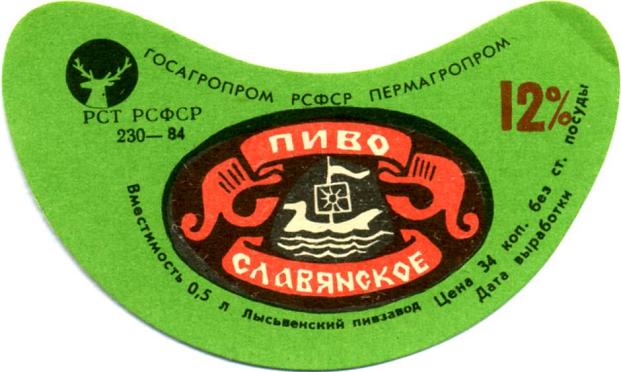 ГОСАГРОПРОМ РСФСР ПЕРМАГРОПРОМ
РСТ РСФСР
230—84
12%
ПИВО
СЛАВЯНСКОЕ
Вместимость 0,5 л Лысьвенский пивзавод Цена 34 коп. без ст. посуды
Дата выработки